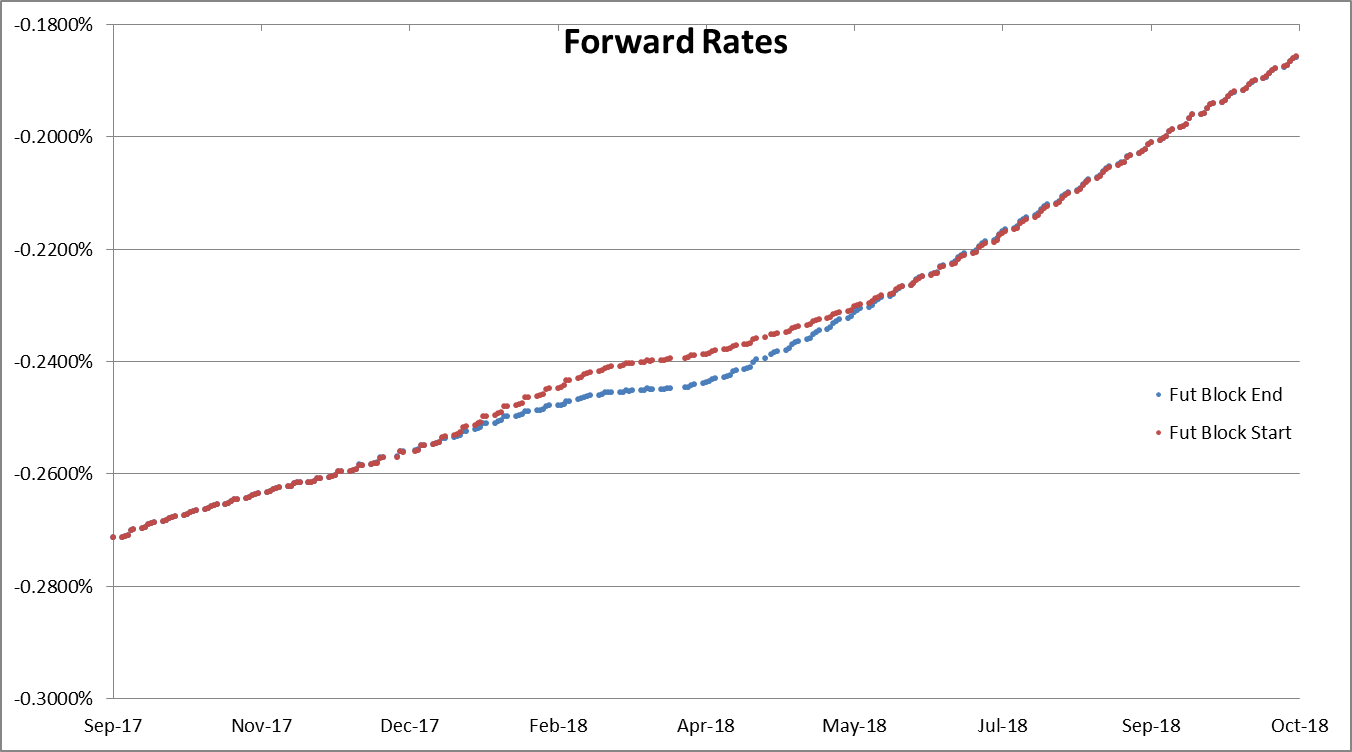 Forward Rates
-0.1800%
-0.2000%
-0.2200%
-0.2400%
-0.2600%
-0.2800%
-0.3000%
Fut Block End
Fut Block Start
Sep-17 Nov-17 Dec-17 Feb-18 Apr-18 May-18 Jul-18 Sep-18 Oct-18